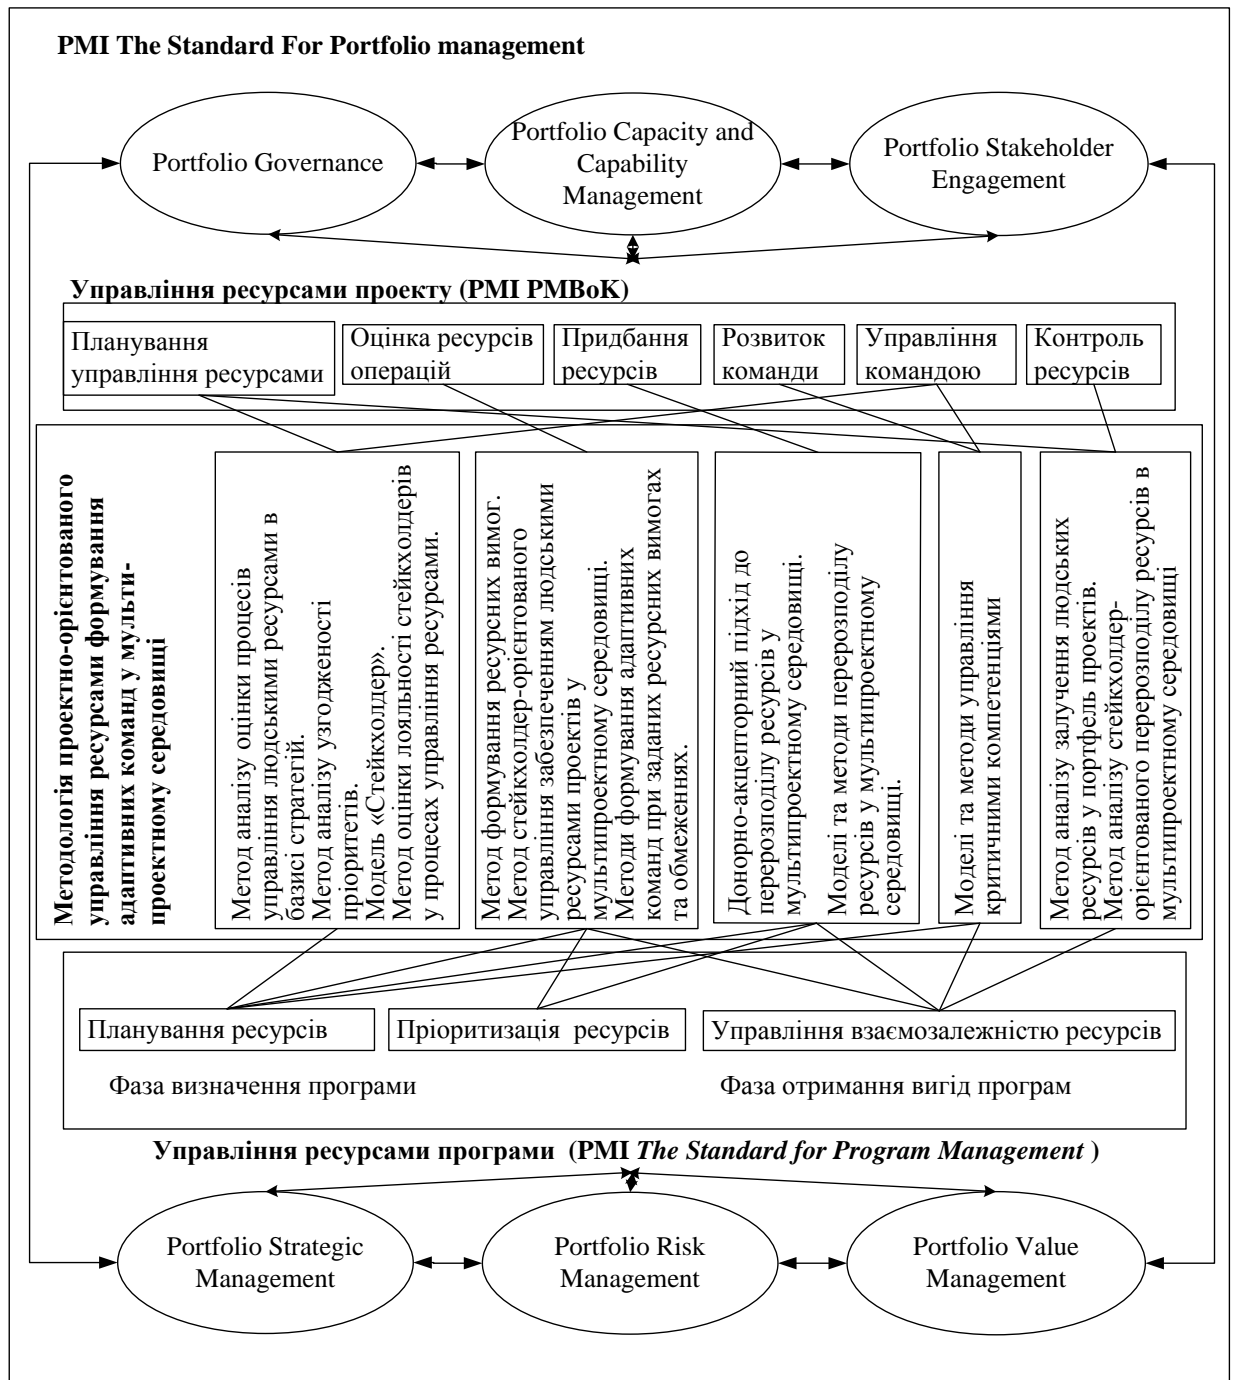 PMI The Standard For Portfolio management
Portfolio Governance
Portfolio Capacity and
Capability
Management
Portfolio Stakeholder
Engagement
Управління ресурсами проекту (PMI PMBoK)
Планування
управління ресурсами
Оцінка ресурсів
операцій
Придбання
ресурсів
Розвиток
команди
Управління
командою
Контроль
ресурсів
Методологія проектно-орієнтованого
управління ресурсами формування
адаптивних команд у мульти-
проектному середовищі
Метод аналізу оцінки процесів
управління людськими ресурсами в
базисі стратегій.
Метод аналізу узгодженості
пріоритетів.
Модель «Стейкхолдер».
Метод оцінки лояльності стейкхолдерів
у процесах управління ресурсами.
Метод формування ресурсних вимог.
Метод стейкхолдер-орієнтованого
управління забезпеченням людським
ресурсами проектів у
мультипроектному середовищі.
Методи формування адаптивних
команд при заданих ресурсних вимогах
та обмеженнях.
Донорно-акцепторний підхід до
перерозподілу ресурсів у
мультипроектному середовищі.
Моделі та методи перерозподілу
ресурсів у мультипроектному
середовищі.
Моделі та методи управління
критичними компетенціями
Метод аналізу залучення людських
ресурсів у портфель проектів.
Метод аналізу стейкхолдер-
орієнтованого перерозподілу ресурсів в
мультипроектному середовищі
Планування ресурсів
Пріоритизація ресурсів
Управління взаємозалежністю ресурсів
Фаза визначення програми
Фаза отримання вигід програм
Управління ресурсами програми (PMI The Standard for Program Management )
Portfolio Strategic
Management
Portfolio Risk
Management
Portfolio Value
Management